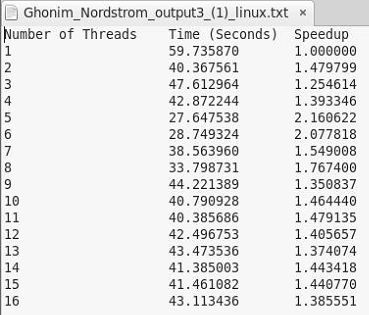 Ghonim_Nordstrom_output3_(1)_linux.txt ×
Number of Threads Time (Seconds) Speedup
1 59.735870 1.000000
2 40.367561 1.479799
3 47.612964 1.254614
4 42.872244 1.393346
5 27.647538 2.160622
6 28.749324 2.077818
7 38.563960 1.549008
8 33.798731 1.767400
9 44.221389 1.350837
10 40.790928 1.464440
11 40.385686 1.479135
12 42.496753 1.405657
13 43.473536 1.374074
14 41.385003 1.443418
15 41.461082 1.440770
16 43.113436 1.385551